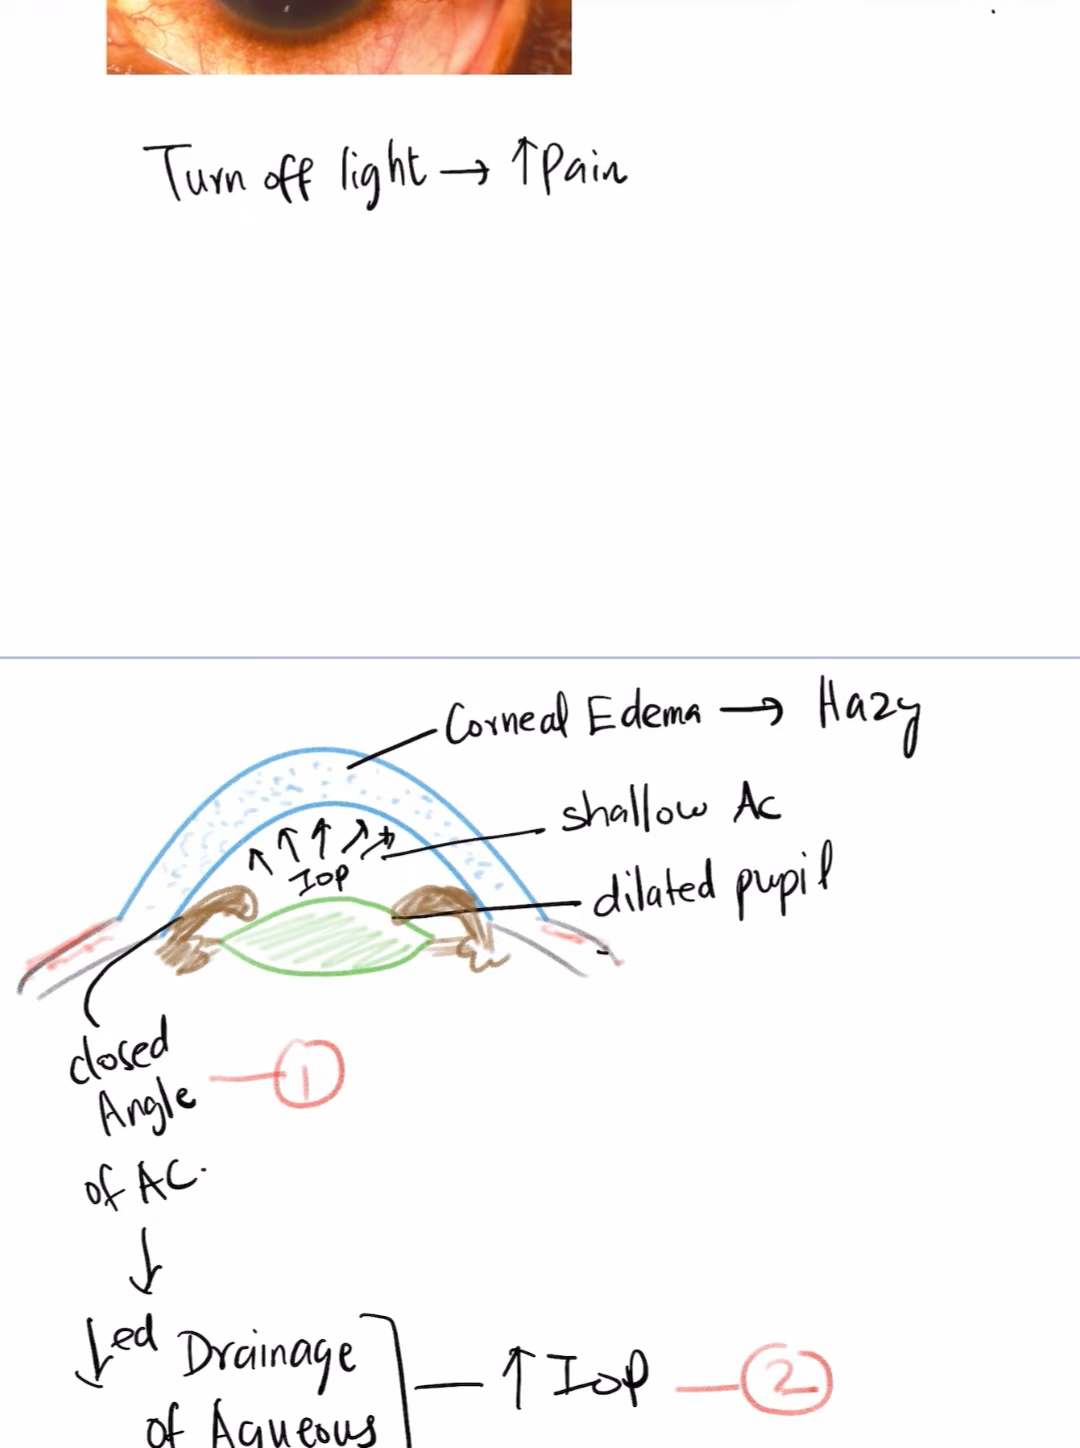 Turn off light → ↑Pain
Corneal Edema → Hazy
shallow Ac
IOP
dilated pupil
closed
Angle — 1
of AC.
↓
↓ed Drainage
of Aqueous
— ↑ IOP — 2